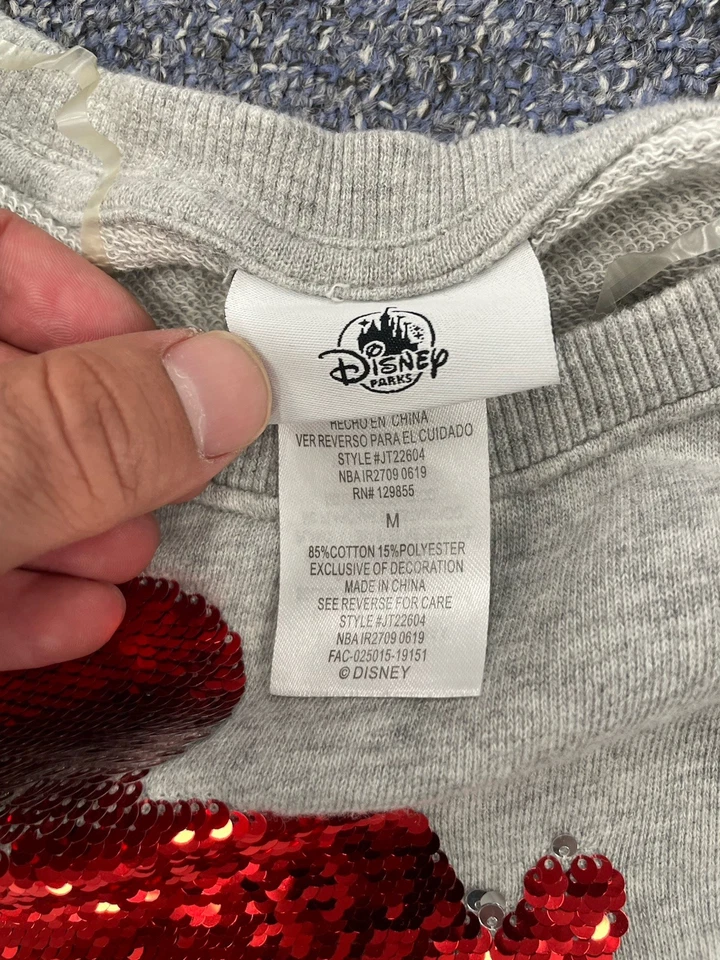 DISNEY
PARKS
HECHO EN CHINA
VER REVERSO PARA EL CUIDADO
STYLE #JT22604
NBA IR2709 0619
RN# 129855
M
85%COTTON 15%POLYESTER
EXCLUSIVE OF DECORATION
MADE IN CHINA
SEE REVERSE FOR CARE
STYLE #JT22604
NBA IR2709 0619
FAC-025015-19151
© DISNEY